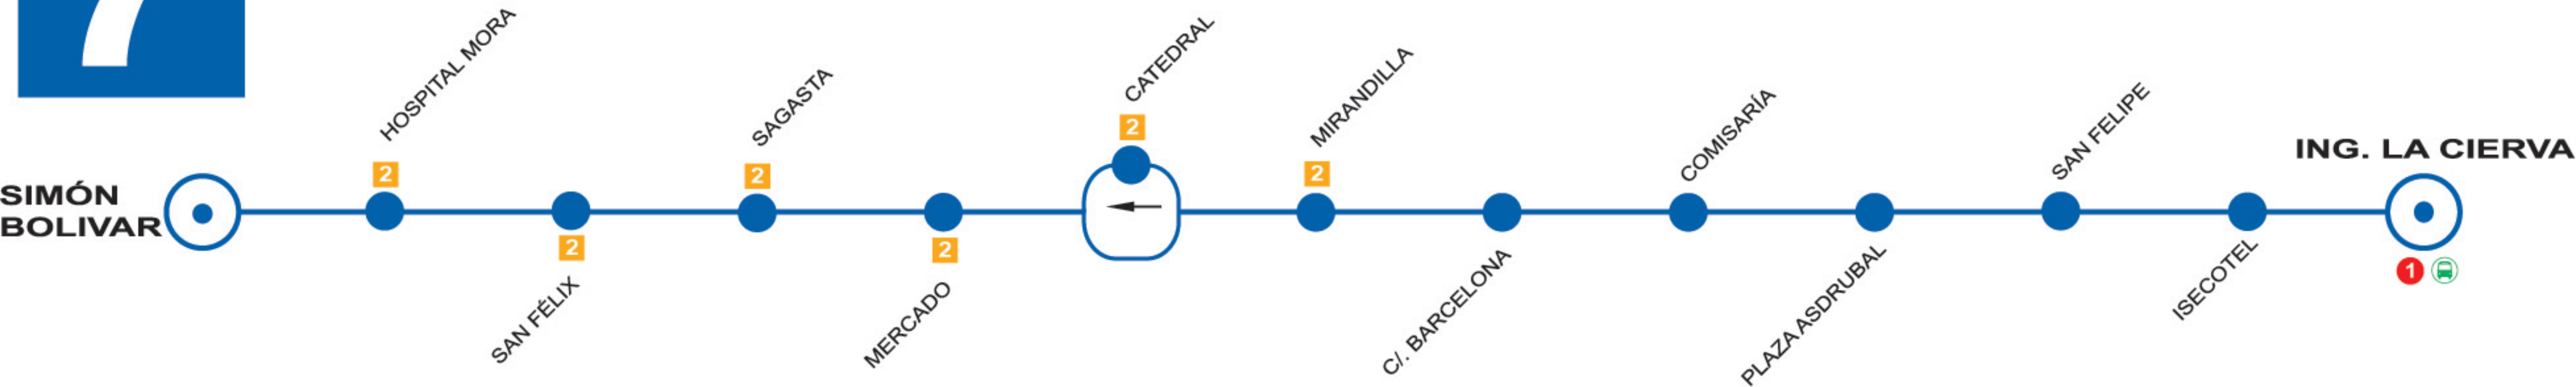 7
HOSPITAL MORA
SAGASTA
CATEDRAL
MIRANDILLA
COMISARÍA
SAN FELIPE
ING. LA CIERVA
2
2
2
2
SIMÓN
BOLIVAR
2
2
1
SAN FÉLIX
MERCADO
C/. BARCELONA
PLAZA ASDRUBAL
ISECOTEL